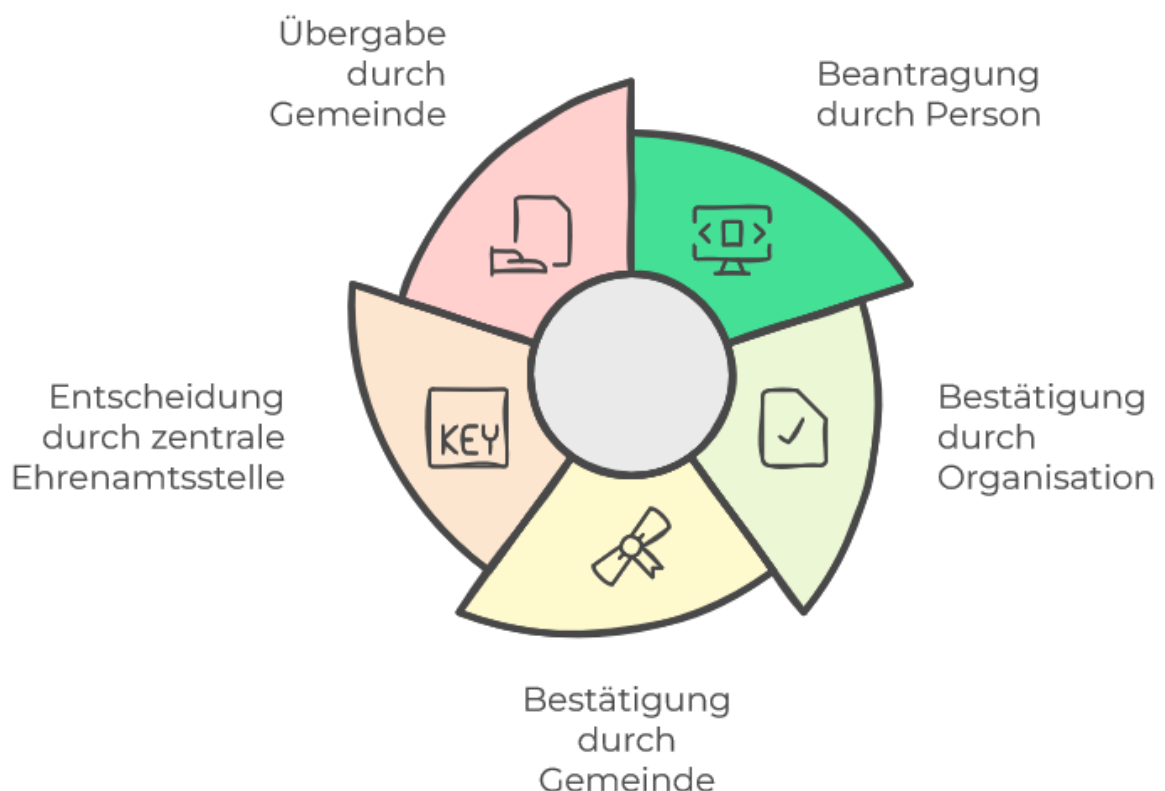 Übergabe
durch
Gemeinde
Beantragung
durch Person
Bestätigung
durch
Organisation
Bestätigung
durch
Gemeinde
Entscheidung
durch zentrale
Ehrenamtsstelle
KEY